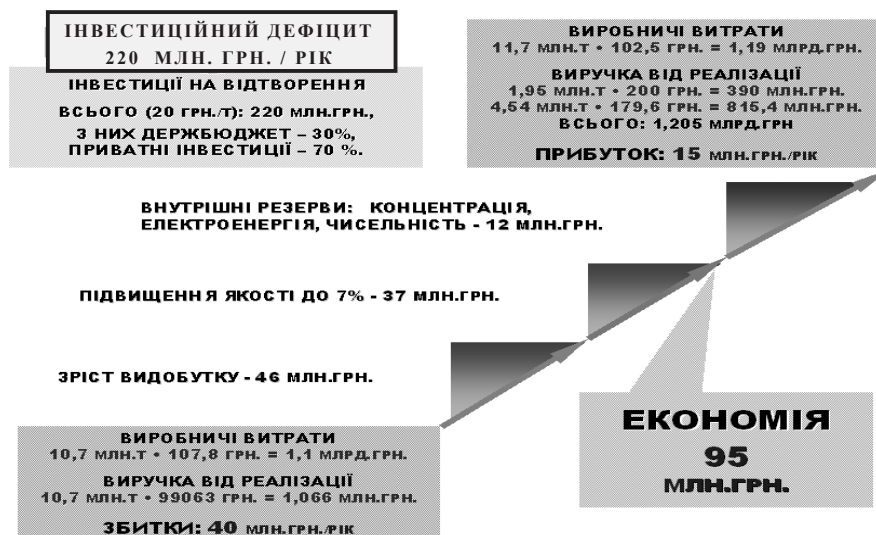 ІНВЕСТИЦІЙНИЙ ДЕФІЦИТ
220 МЛН. ГРН. / РІК
ІНВЕСТИЦІЇ НА ВІДТВОРЕННЯ
ВСЬОГО (20 ГРН./Т): 220 МЛН.ГРН.,
З НИХ ДЕРЖБЮДЖЕТ – 30%,
ПРИВАТНІ ІНВЕСТИЦІЇ – 70 %.
ВИРОБНИЧІ ВИТРАТИ
11,7 МЛН.Т • 102,5 ГРН. = 1,19 МЛРД.ГРН.
ВИРУЧКА ВІД РЕАЛІЗАЦІЇ
1,95 МЛН.Т • 200 ГРН. = 390 МЛН.ГРН.
4,54 МЛН.Т • 179,6 ГРН. = 815,4 МЛН.ГРН.
ВСЬОГО: 1,205 МЛРД.ГРН
ПРИБУТОК: 15 МЛН.ГРН./РІК
ВНУТРІШНІ РЕЗЕРВИ: КОНЦЕНТРАЦІЯ,
ЕЛЕКТРОЕНЕРГІЯ, ЧИСЕЛЬНІСТЬ - 12 МЛН.ГРН.
ПІДВИЩЕННЯ ЯКОСТІ ДО 7% - 37 МЛН.ГРН.
ЗРІСТ ВИДОБУТКУ - 46 МЛН.ГРН.
ВИРОБНИЧІ ВИТРАТИ
10,7 МЛН.Т • 107,8 ГРН. = 1,1 МЛРД.ГРН.
ВИРУЧКА ВІД РЕАЛІЗАЦІЇ
10,7 МЛН.Т • 99063 ГРН. = 1,066 МЛН.ГРН.
ЗБИТКИ: 40 МЛН.ГРН./РІК
ЕКОНОМІЯ
95
МЛН.ГРН.